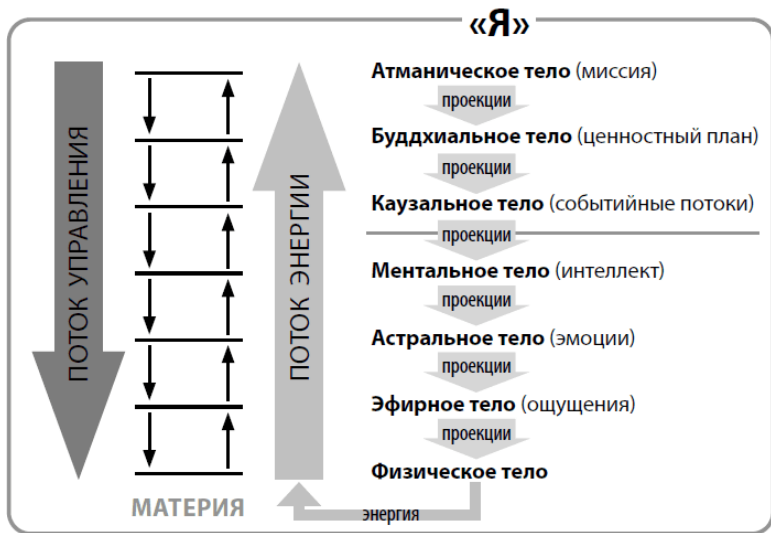 «Я»
ПОТОК УПРАВЛЕНИЯ
МАТЕРИЯ
ПОТОК ЭНЕРГИИ
Атманическое тело (миссия)
проекции
Буддхиальное тело (ценностный план)
проекции
Каузальное тело (событийные потоки)
проекции
Ментальное тело (интеллект)
проекции
Астральное тело (эмоции)
проекции
Эфирное тело (ощущения)
проекции
Физическое тело
энергия